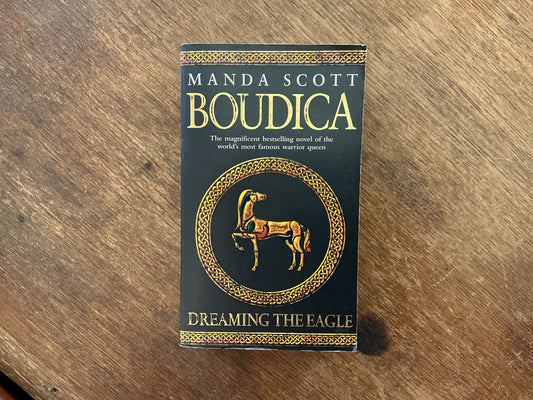 MANDA SCOTT
BOUDICA
The magnificent bestselling novel of the
world's most famous warrior queen
DREAMING THE EAGLE